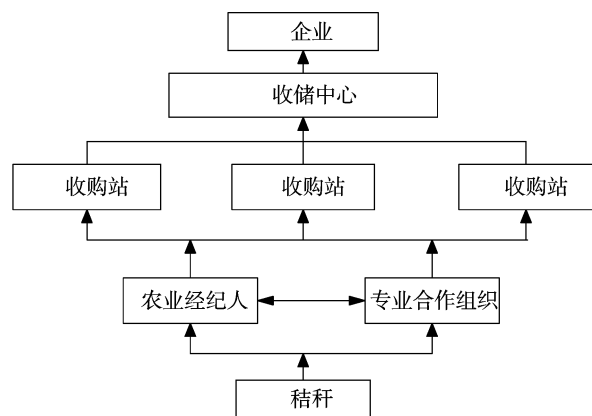 企业
收储中心
收购站
收购站
收购站
农业经纪人
专业合作组织
秸秆